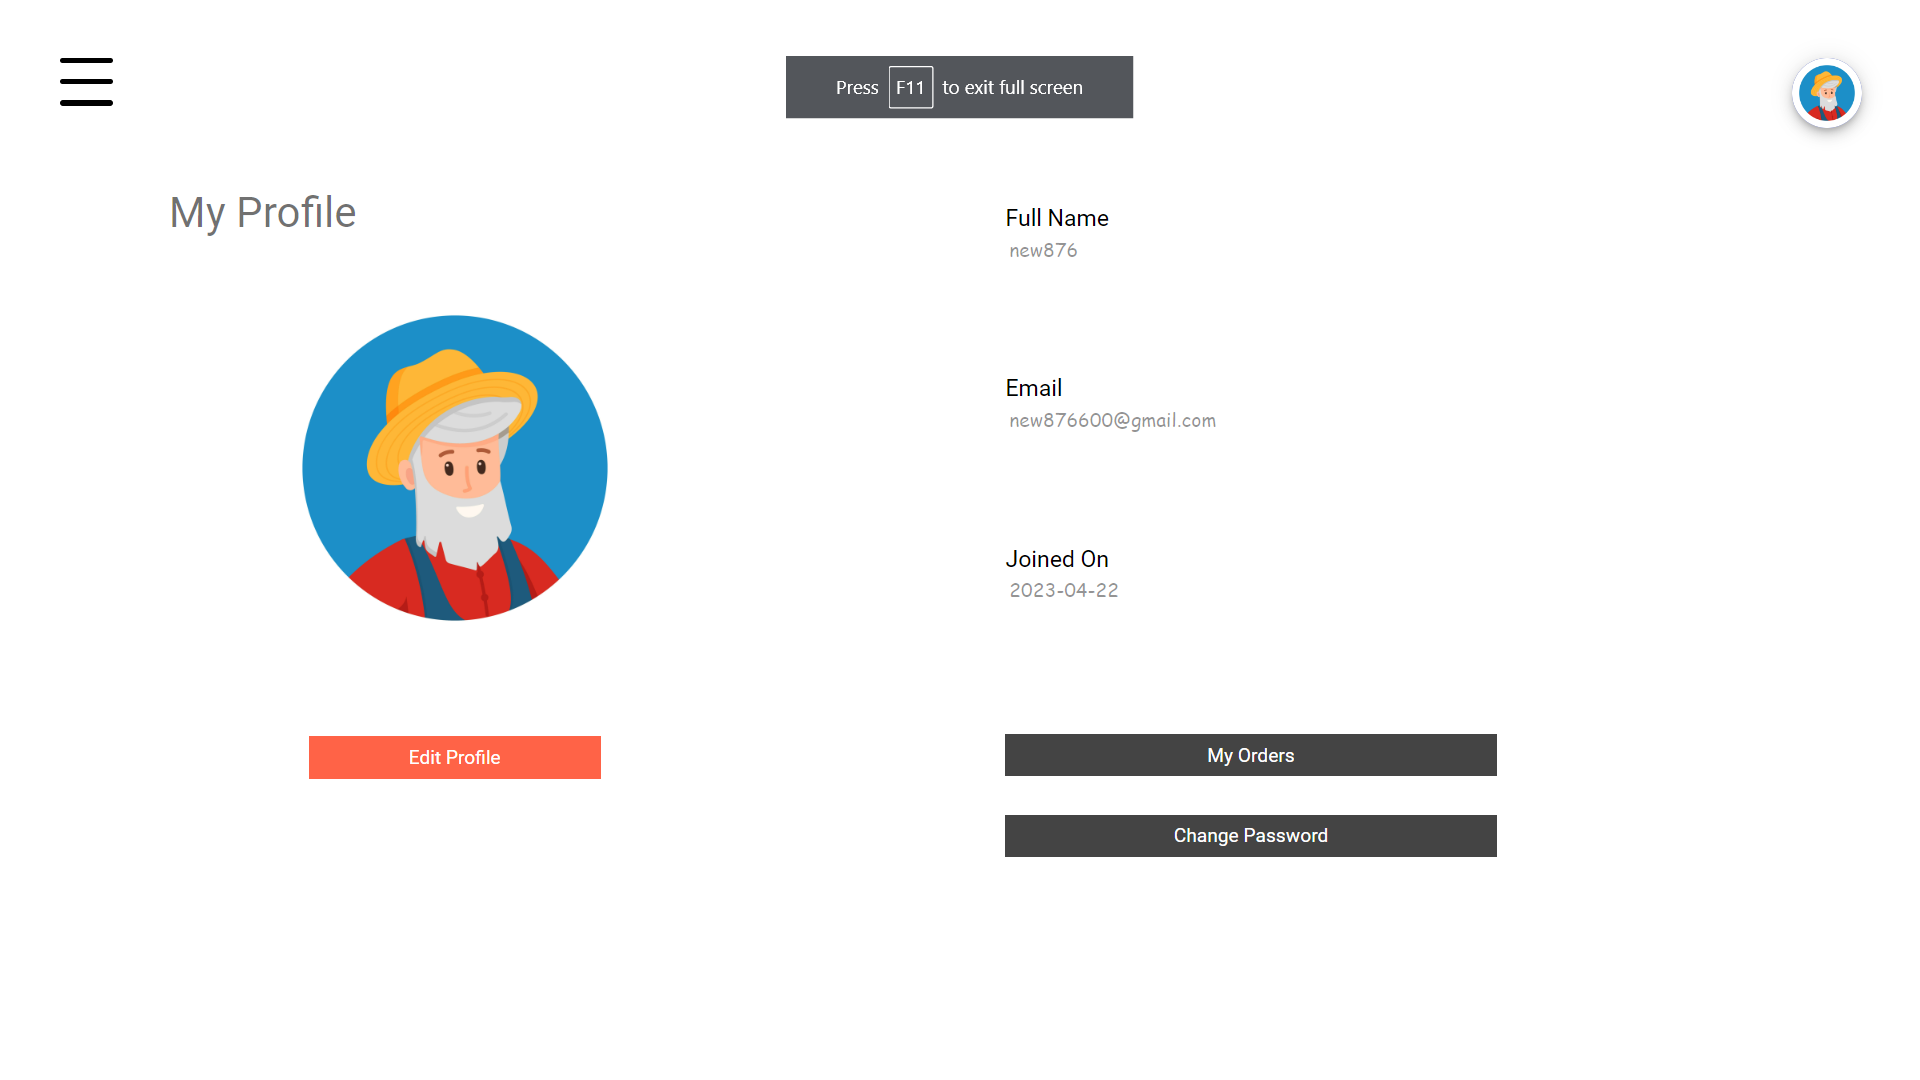 Press F11 to exit full screen
My Profile
Full Name
new876
Email
new876600@gmail.com
Joined On
2023-04-22
Edit Profile
My Orders
Change Password